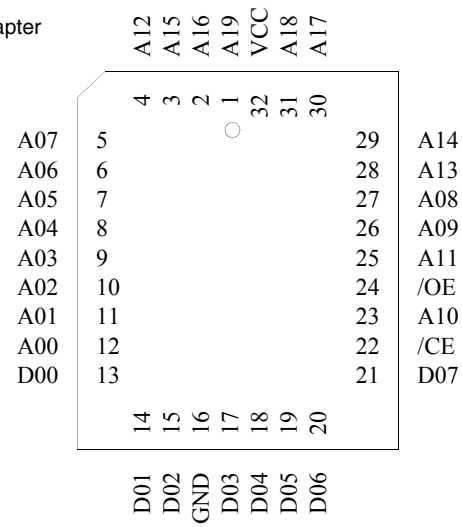 apter
A12 A15 A16 A19 VCC A18 A17
4 3 2 1 32 31 30
A07 5 29 A14
A06 6 28 A13
A05 7 27 A08
A04 8 26 A09
A03 9 25 A11
A02 10 24 /OE
A01 11 23 A10
A00 12 22 /CE
D00 13 21 D07
14 15 16 17 18 19 20
D01 D02 GND D03 D04 D05 D06